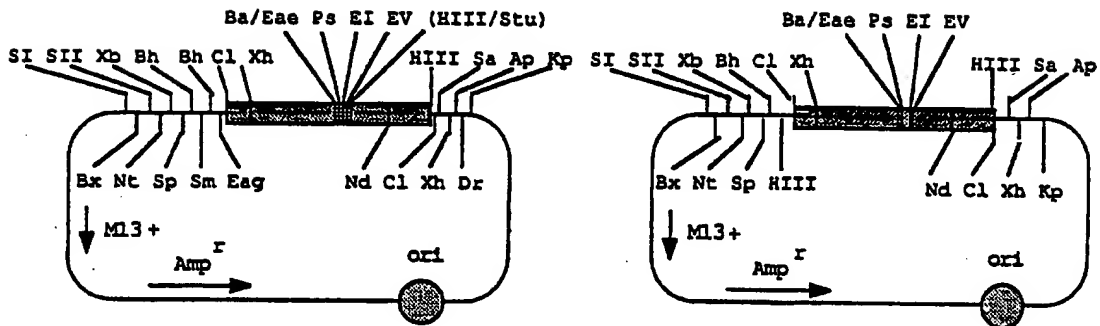 Ba/Eae Ps EI EV (HIII/Stu)
SI SII Xb Bh Bh Cl Xh HIII Sa Ap Kp
Bx Nt Sp Sm Eag Nd Cl Xh Dr
M13+
Amp r
ori
Ba/Eae Ps EI EV
SI SII Xb Bh Cl Xh HIII Sa Ap
Bx Nt Sp HIII Nd Cl Xh Kp
M13+
Amp r
ori